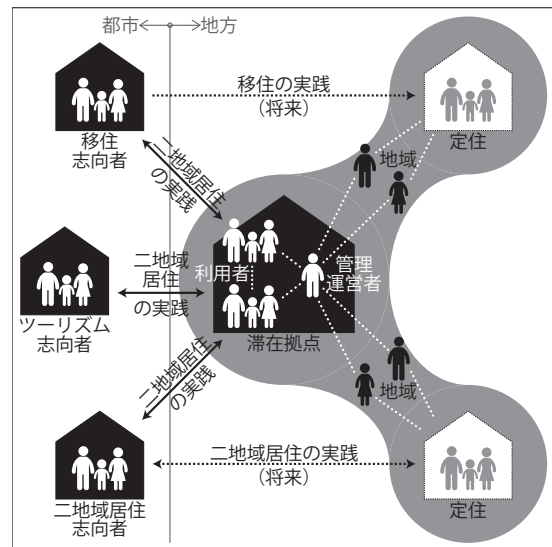 都市
地方
移住の実践
（将来）
移住
志向者
地域
定住
二地域居住
の実践
利用者
管理
運営者
滞在拠点
二地域
居住
の実践
ツーリズム
志向者
地域
二地域居住
の実践
二地域居住の実践
（将来）
二地域居住
志向者
定住